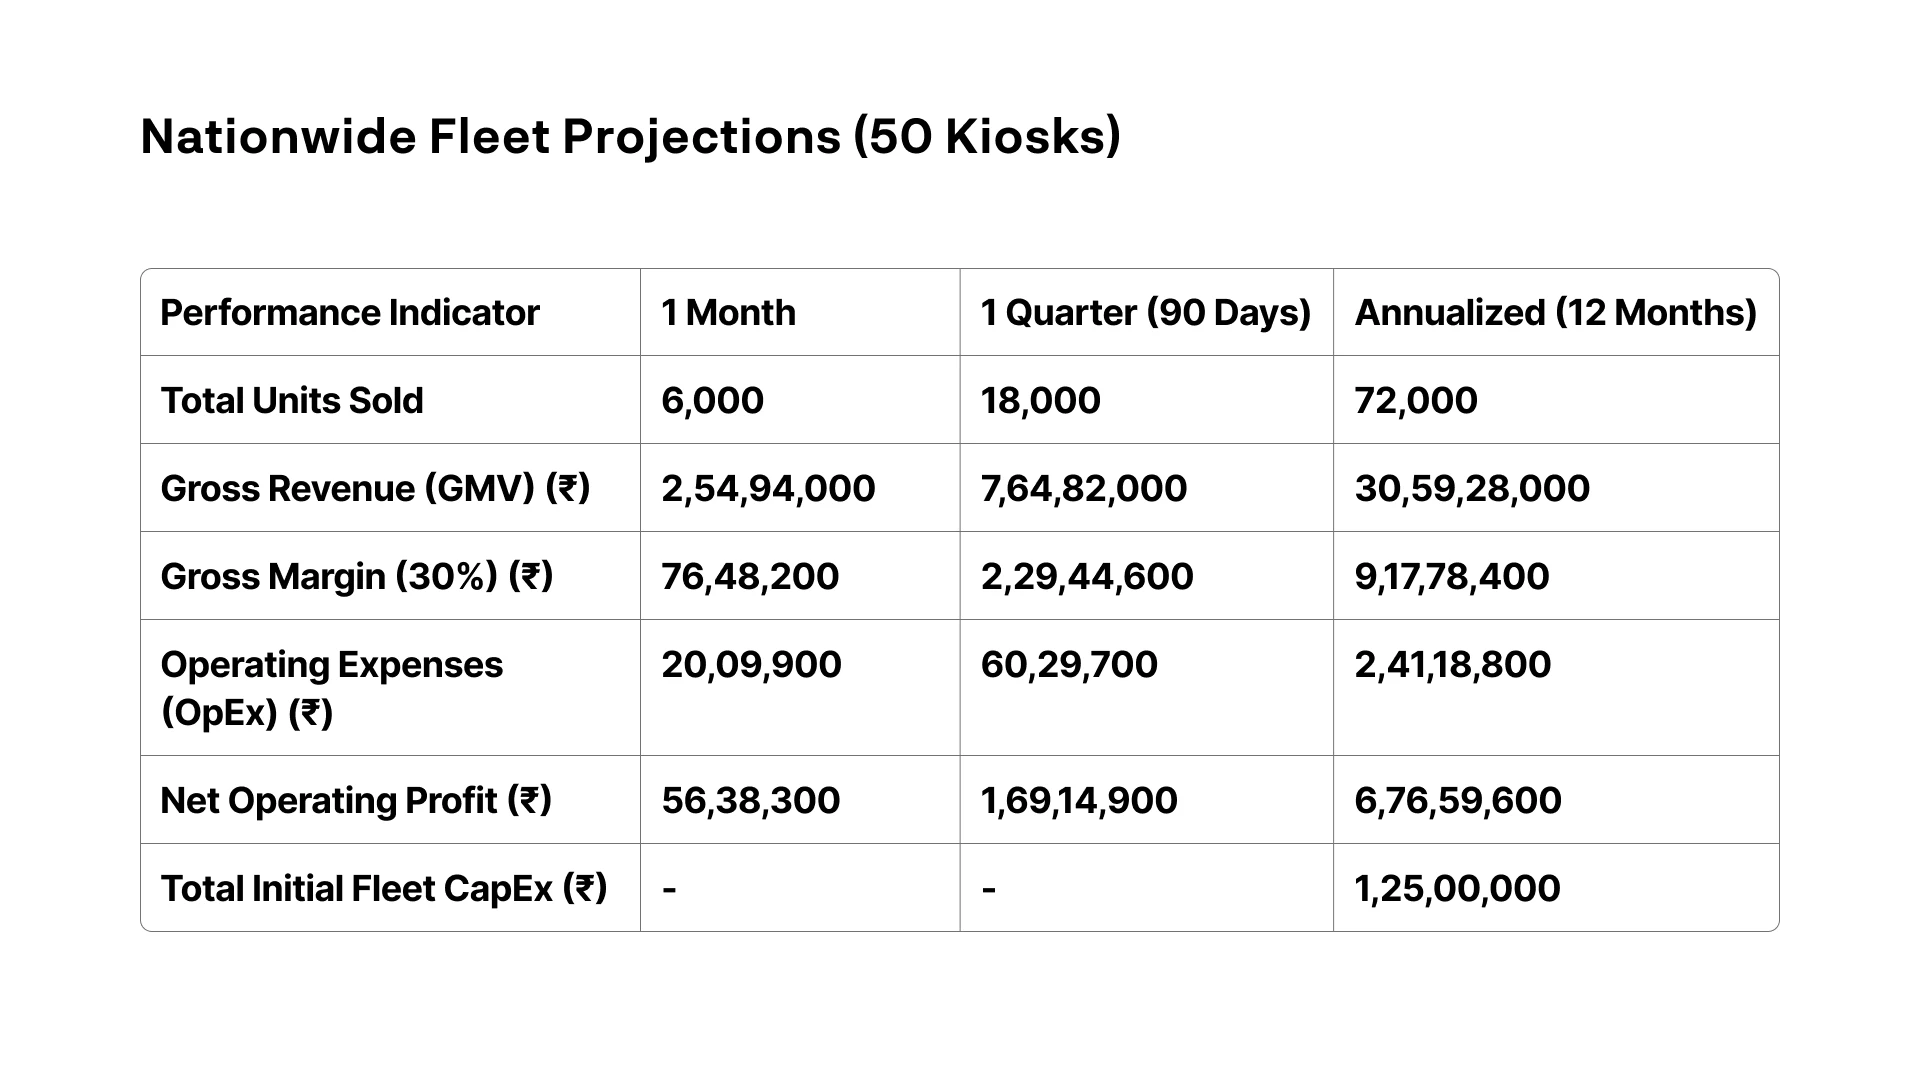 Nationwide Fleet Projections (50 Kiosks)
Performance Indicator 1 Month 1 Quarter (90 Days) Annualized (12 Months)
Total Units Sold 6,000 18,000 72,000
Gross Revenue (GMV) (₹) 2,54,94,000 7,64,82,000 30,59,28,000
Gross Margin (30%) (₹) 76,48,200 2,29,44,600 9,17,78,400
Operating Expenses 20,09,900 60,29,700 2,41,18,800
(OpEx) (₹)
Net Operating Profit (₹) 56,38,300 1,69,14,900 6,76,59,600
Total Initial Fleet CapEx (₹) - - 1,25,00,000